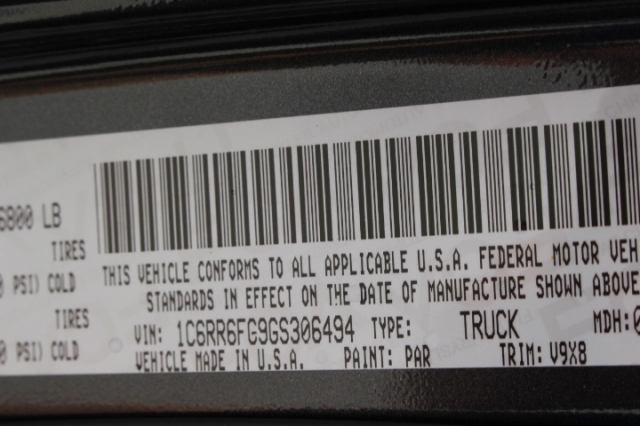 6800 LB
TIRES
PSI) COLD
TIRES
PSI) COLD
THIS VEHICLE CONFORMS TO ALL APPLICABLE U.S.A. FEDERAL MOTOR VEH
STANDARDS IN EFFECT ON THE DATE OF MANUFACTURE SHOWN ABOVE
VIN: 1C6RR6FG9GS306494 TYPE: TRUCK MDH:0
VEHICLE MADE IN U.S.A. PAINT: PAR TRIM: V9X8